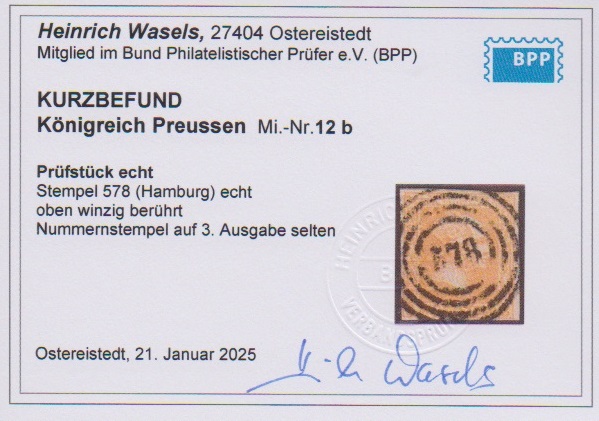 Heinrich Wasels, 27404 Ostereistedt
Mitglied im Bund Philatelistischer Prüfer e.V. (BPP)
BPP
KURZBEFUND
Königreich Preussen Mi.-Nr.12 b
Prüfstück echt
Stempel 578 (Hamburg) echt
oben winzig berührt
Nummernstempel auf 3. Ausgabe selten
578
Ostereistedt, 21. Januar 2025
Wasels